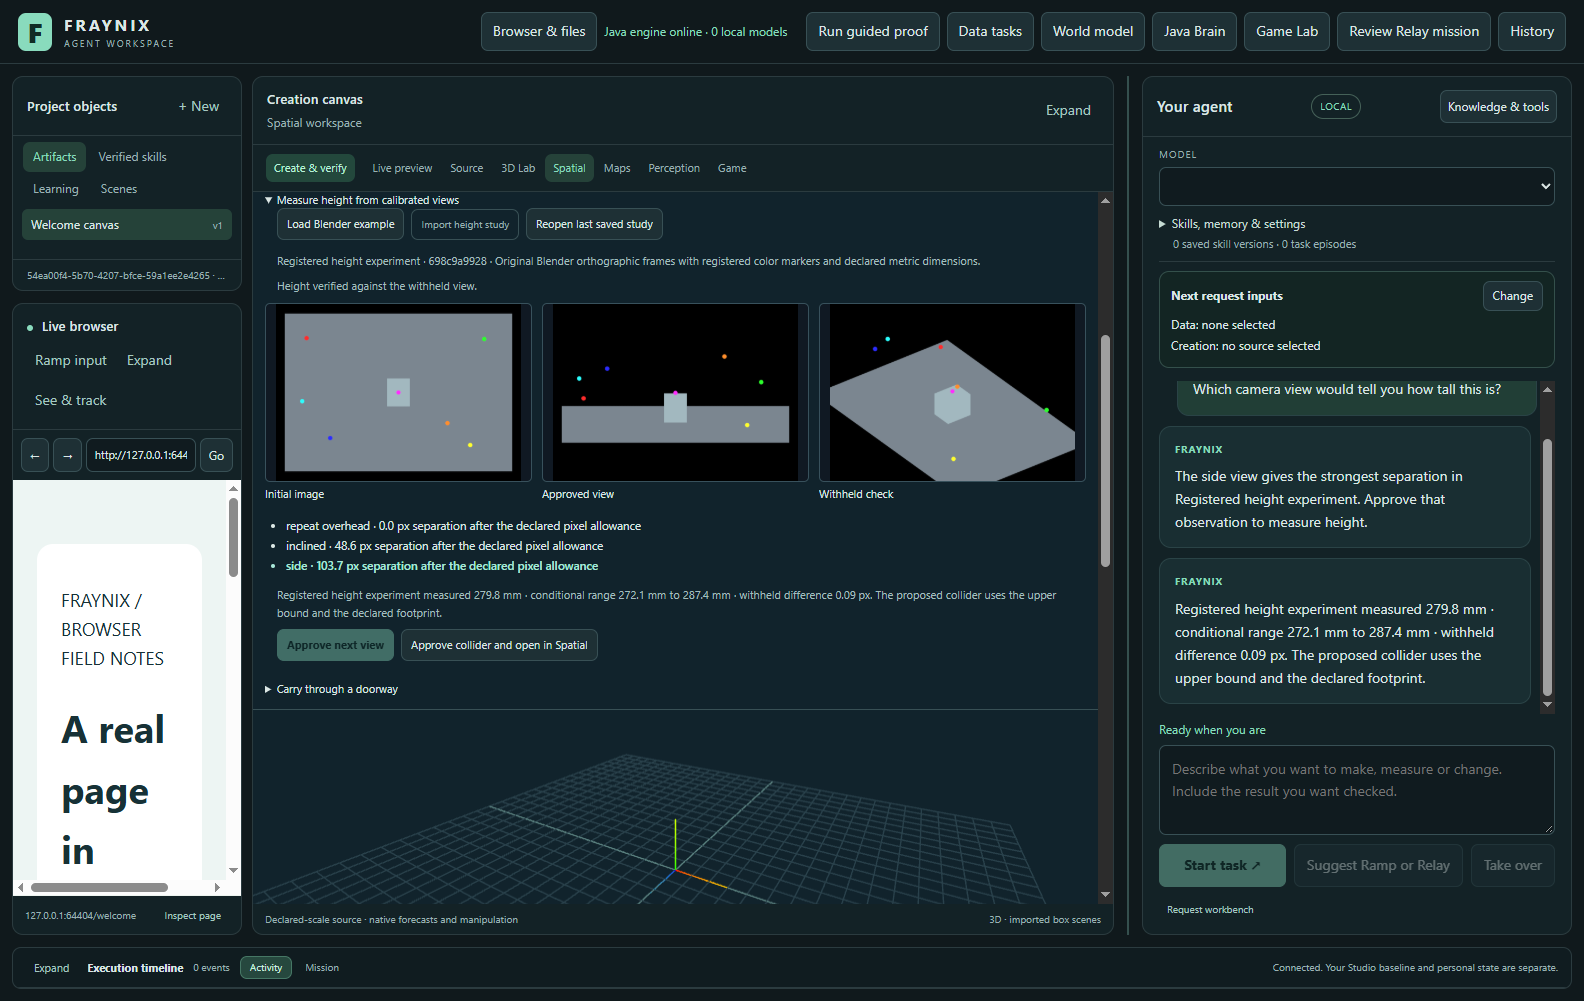 F
FRAYNIX
AGENT WORKSPACE
Browser & files
Java engine online · 0 local models
Run guided proof
Data tasks
World model
Java Brain
Game Lab
Review Relay mission
History
Project objects
+ New
Artifacts
Verified skills
Learning
Scenes
Welcome canvas
v1
54ea00f4-5b70-4207-bfce-59a1ee2e4265 · ...
Live browser
Ramp input
Expand
See & track
←
→
http://127.0.0.1:644
Go
FRAYNIX /
BROWSER
FIELD NOTES
A real
page
in
127.0.0.1:64404/welcome
Inspect page
Creation canvas
Spatial workspace
Expand
Create & verify
Live preview
Source
3D Lab
Spatial
Maps
Perception
Game
▼ Measure height from calibrated views
Load Blender example
Import height study
Reopen last saved study
Registered height experiment · 698c9a9928 · Original Blender orthographic frames with registered color markers and declared metric dimensions.
Height verified against the withheld view.
Initial image
Approved view
Withheld check
• repeat overhead · 0.0 px separation after the declared pixel allowance
• inclined · 48.6 px separation after the declared pixel allowance
• side · 103.7 px separation after the declared pixel allowance
Registered height experiment measured 279.8 mm · conditional range 272.1 mm to 287.4 mm · withheld difference 0.09 px. The proposed collider uses the upper
bound and the declared footprint.
Approve next view
Approve collider and open in Spatial
▶ Carry through a doorway
Declared-scale source · native forecasts and manipulation
3D · imported box scenes
Your agent
LOCAL
Knowledge & tools
MODEL
▶ Skills, memory & settings
0 saved skill versions · 0 task episodes
Next request inputs
Change
Data: none selected
Creation: no source selected
Which camera view would tell you how tall this is?
FRAYNIX
The side view gives the strongest separation in
Registered height experiment. Approve that
observation to measure height.
FRAYNIX
Registered height experiment measured 279.8 mm ·
conditional range 272.1 mm to 287.4 mm · withheld
difference 0.09 px. The proposed collider uses the
upper bound and the declared footprint.
Ready when you are
Describe what you want to make, measure or change.
Include the result you want checked.
Start task ↗
Suggest Ramp or Relay
Take over
Request workbench
Expand
Execution timeline
0 events
Activity
Mission
Connected. Your Studio baseline and personal state are separate.